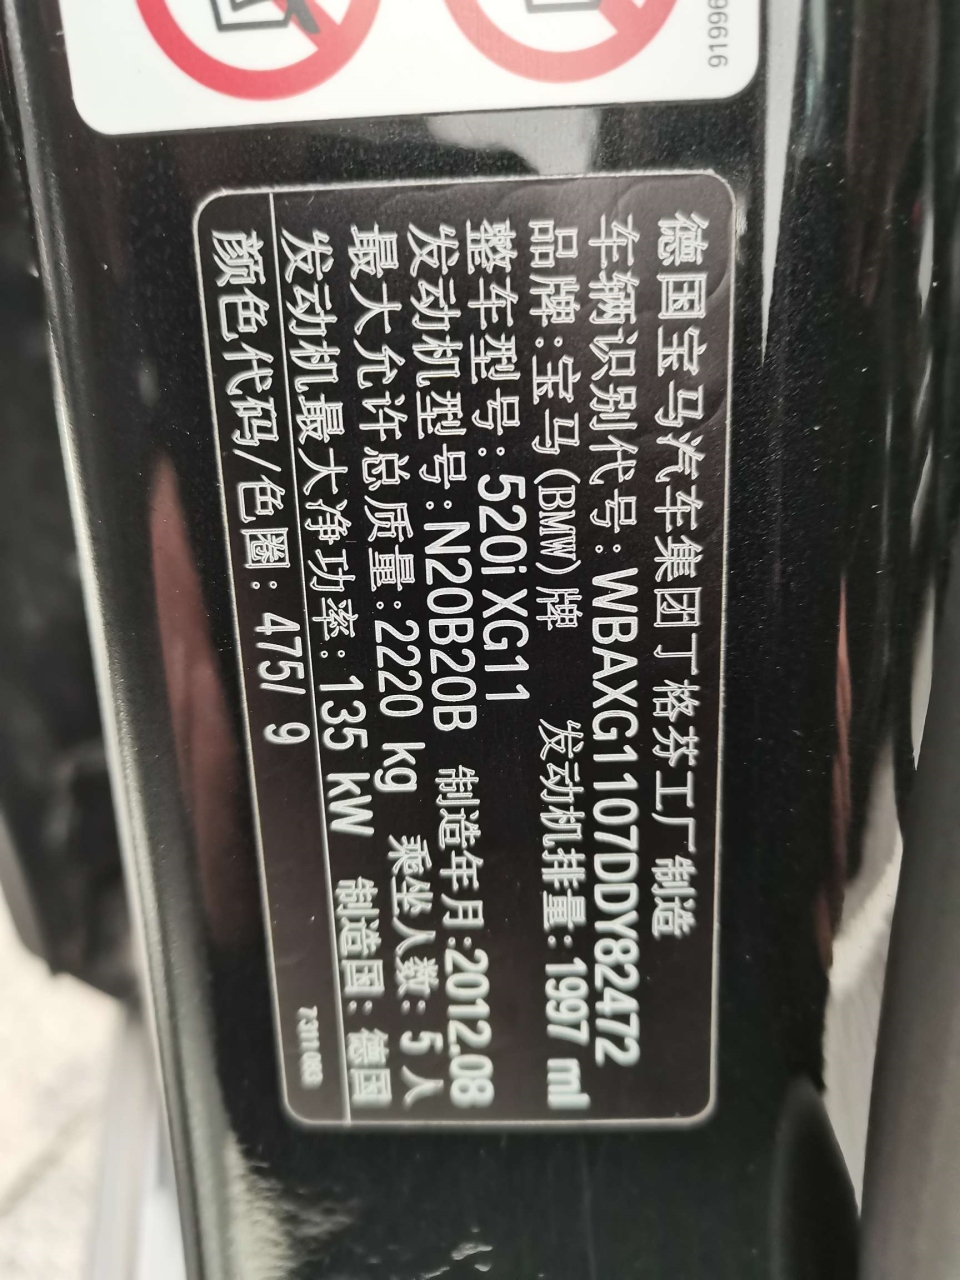 91996
德国宝马汽车集团丁格芬工厂制造
车辆识别代号:WBAXG1107DDY82472
品牌:宝马(BMW)牌 发动机排量:1997 ml
整车型号:520i XG11
发动机型号:N20B20B 制造年月:2012.08
最大允许总质量:2220 kg 乘坐人数:5人
发动机最大净功率:135 kW 制造国:德国
颜色代码/色圈:475/ 9
7 311 083